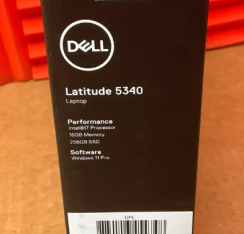 DELL
Latitude 5340
Laptop
Performance
Intel®i7 Processor
16GB Memory
256GB SSD
Software
Windows 11 Pro
UPC